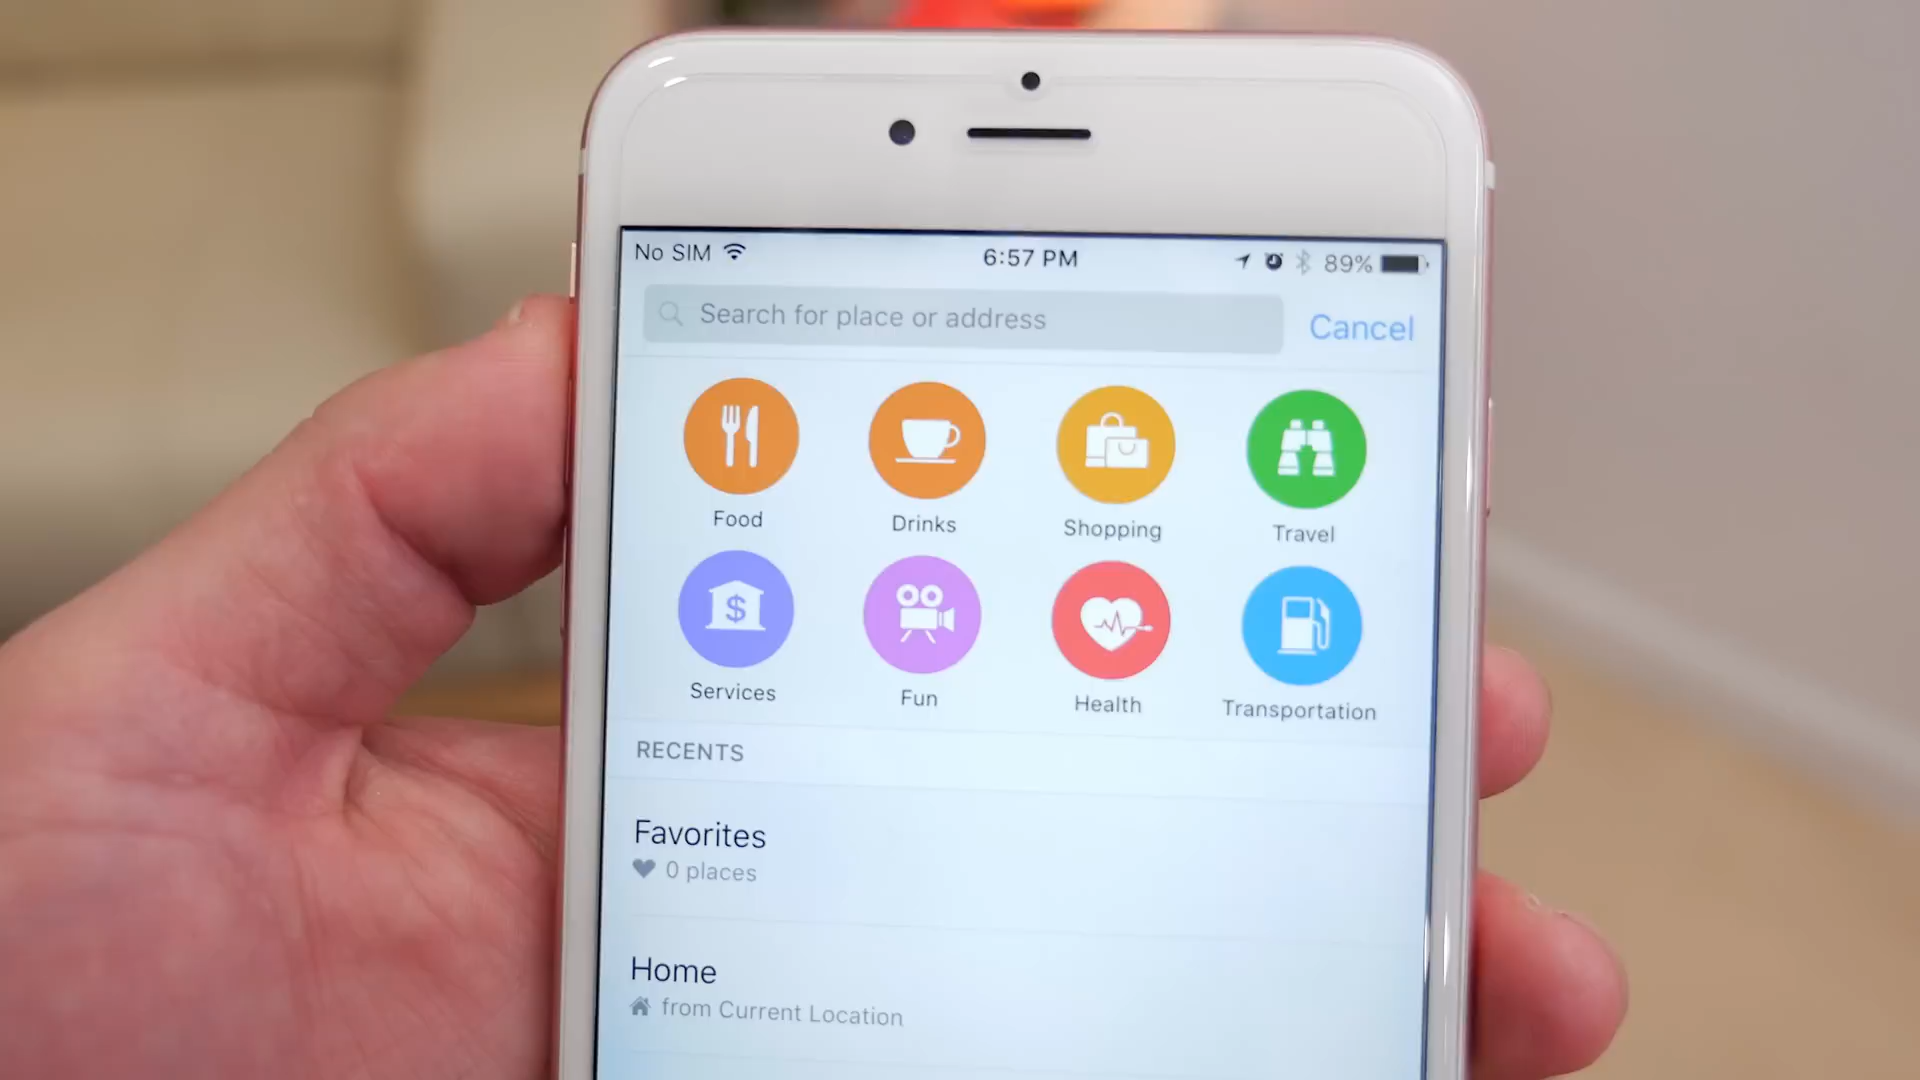 No SIM 6:57 PM 89%
Search for place or address Cancel
Food Drinks Shopping Travel
$
Services Fun Health Transportation
RECENTS
Favorites
0 places
Home
from Current Location